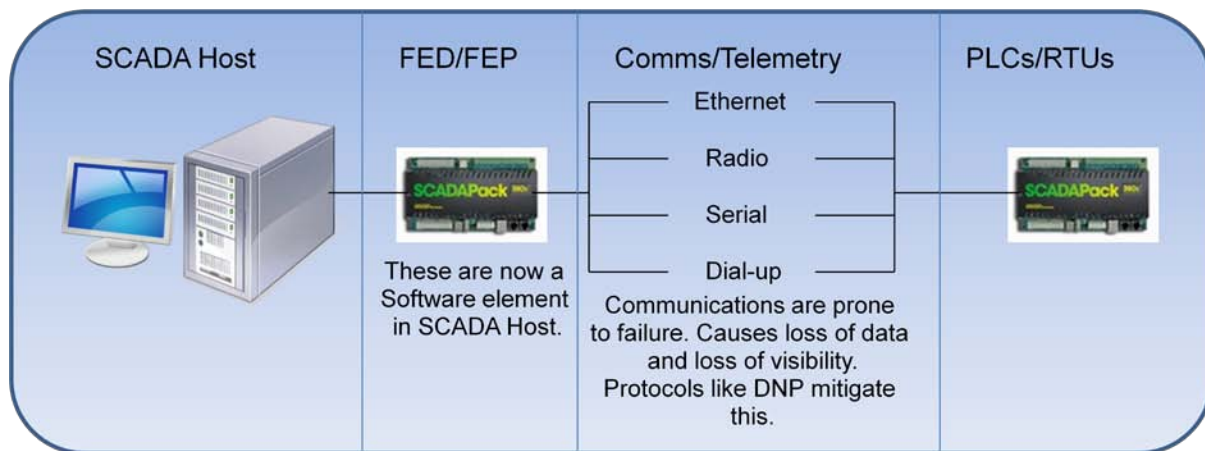 SCADA Host
FED/FEP
Comms/Telemetry
PLCs/RTUs
Ethernet
Radio
Serial
Dial-up
SCADAPack
These are now a
Software element
in SCADA Host.
Communications are prone
to failure. Causes loss of data
and loss of visibility.
Protocols like DNP mitigate
this.
SCADAPack